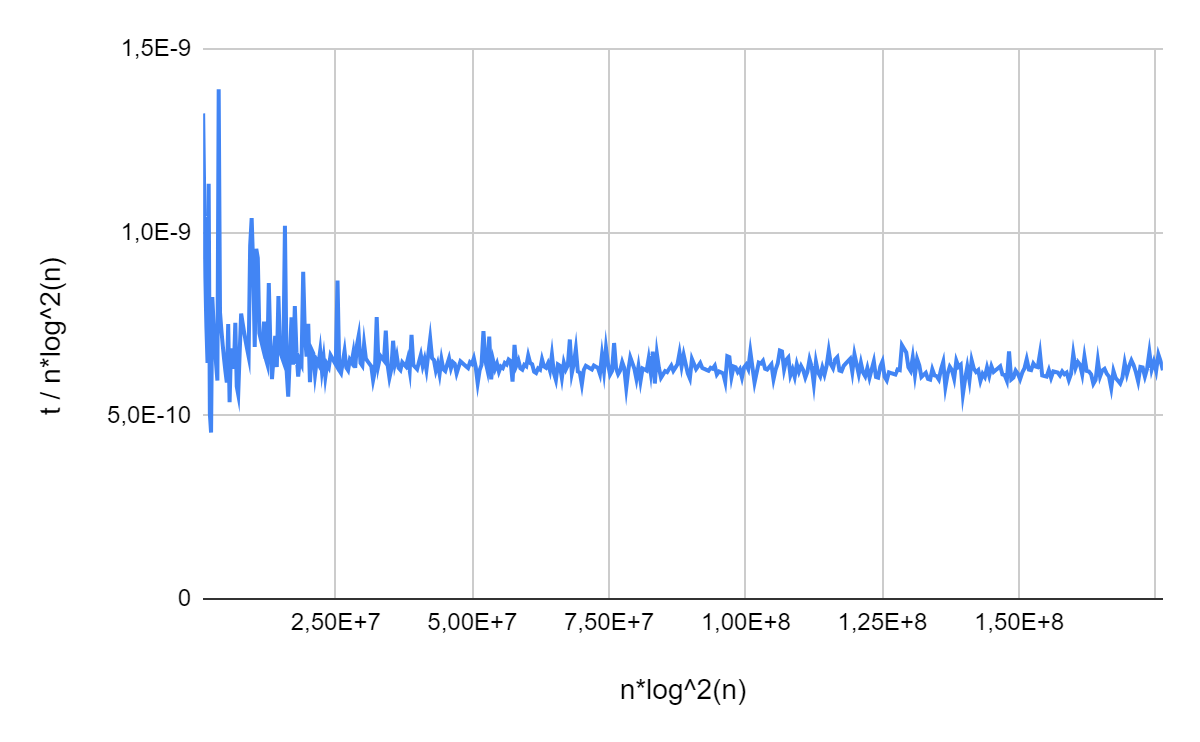 1,5E-9
1,0E-9
5,0E-10
0
t / n*log^2(n)
2,50E+7 5,00E+7 7,50E+7 1,00E+8 1,25E+8 1,50E+8
n*log^2(n)